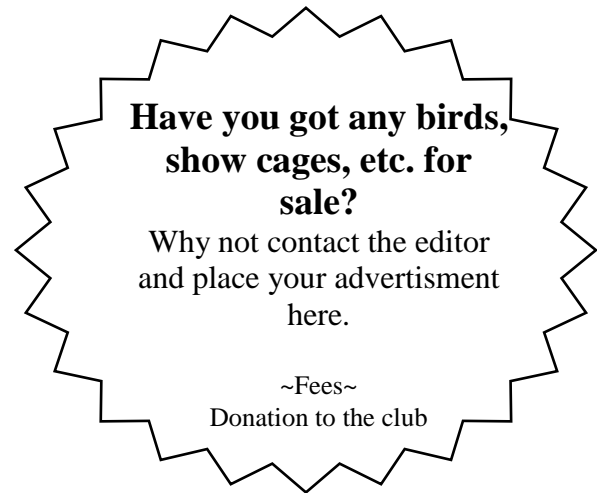 Have you got any birds,
show cages, etc. for
sale?
Why not contact the editor
and place your advertisment
here.
~Fees~
Donation to the club